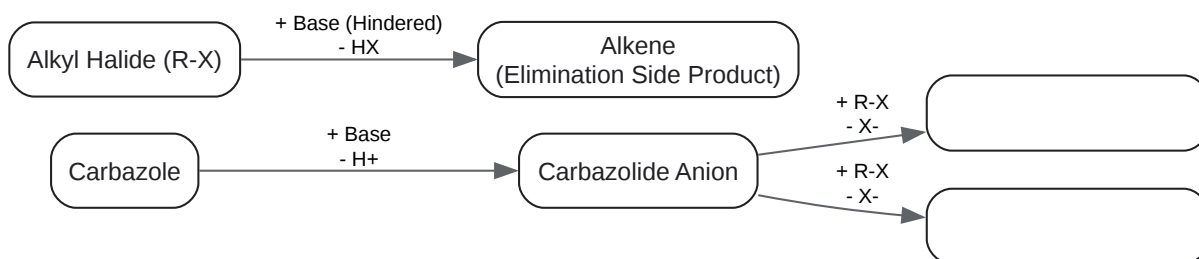 + Base (Hindered)
- HX
Alkyl Halide (R-X)
Alkene
(Elimination Side Product)
+ R-X
- X-
+ Base
- H+
Carbazole
Carbazolide Anion
+ R-X
- X-